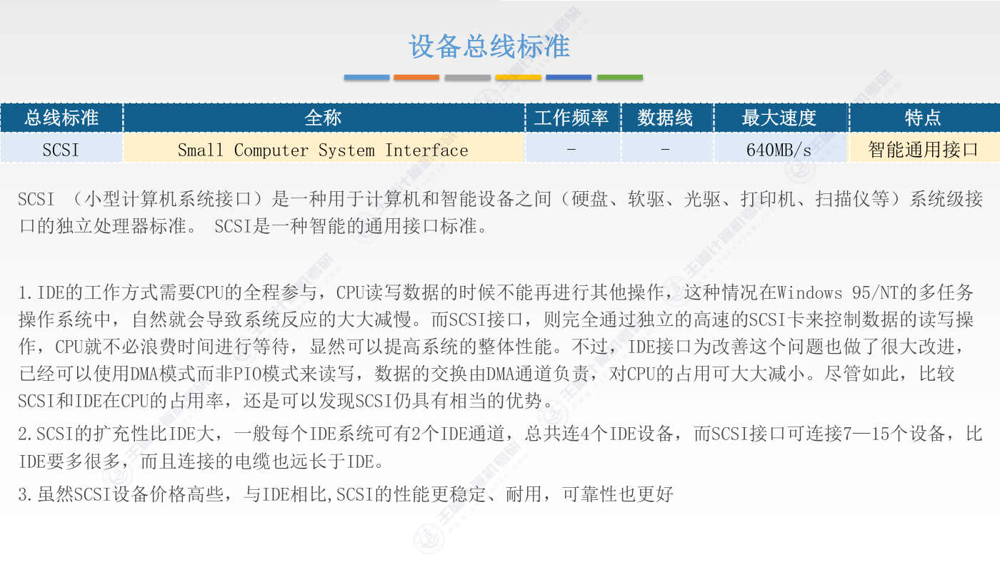 设备总线标准
总线标准 全称 工作频率 数据线 最大速度 特点
SCSI Small Computer System Interface - - 640MB/s 智能通用接口
SCSI （小型计算机系统接口）是一种用于计算机和智能设备之间（硬盘、软驱、光驱、打印机、扫描仪等）系统级接
口的独立处理器标准。 SCSI是一种智能的通用接口标准。
1.IDE的工作方式需要CPU的全程参与，CPU读写数据的时候不能再进行其他操作，这种情况在Windows 95/NT的多任务
操作系统中，自然就会导致系统反应的大大减慢。而SCSI接口，则完全通过独立的高速的SCSI卡来控制数据的读写操
作，CPU就不必浪费时间进行等待，显然可以提高系统的整体性能。不过，IDE接口为改善这个问题也做了很大改进，
已经可以使用DMA模式而非PIO模式来读写，数据的交换由DMA通道负责，对CPU的占用可大大减小。尽管如此，比较
SCSI和IDE在CPU的占用率，还是可以发现SCSI仍具有相当的优势。
2.SCSI的扩充性比IDE大，一般每个IDE系统可有2个IDE通道，总共连4个IDE设备，而SCSI接口可连接7—15个设备，比
IDE要多很多，而且连接的电缆也远长于IDE。
3.虽然SCSI设备价格高些，与IDE相比,SCSI的性能更稳定、耐用，可靠性也更好
王道计算机考研